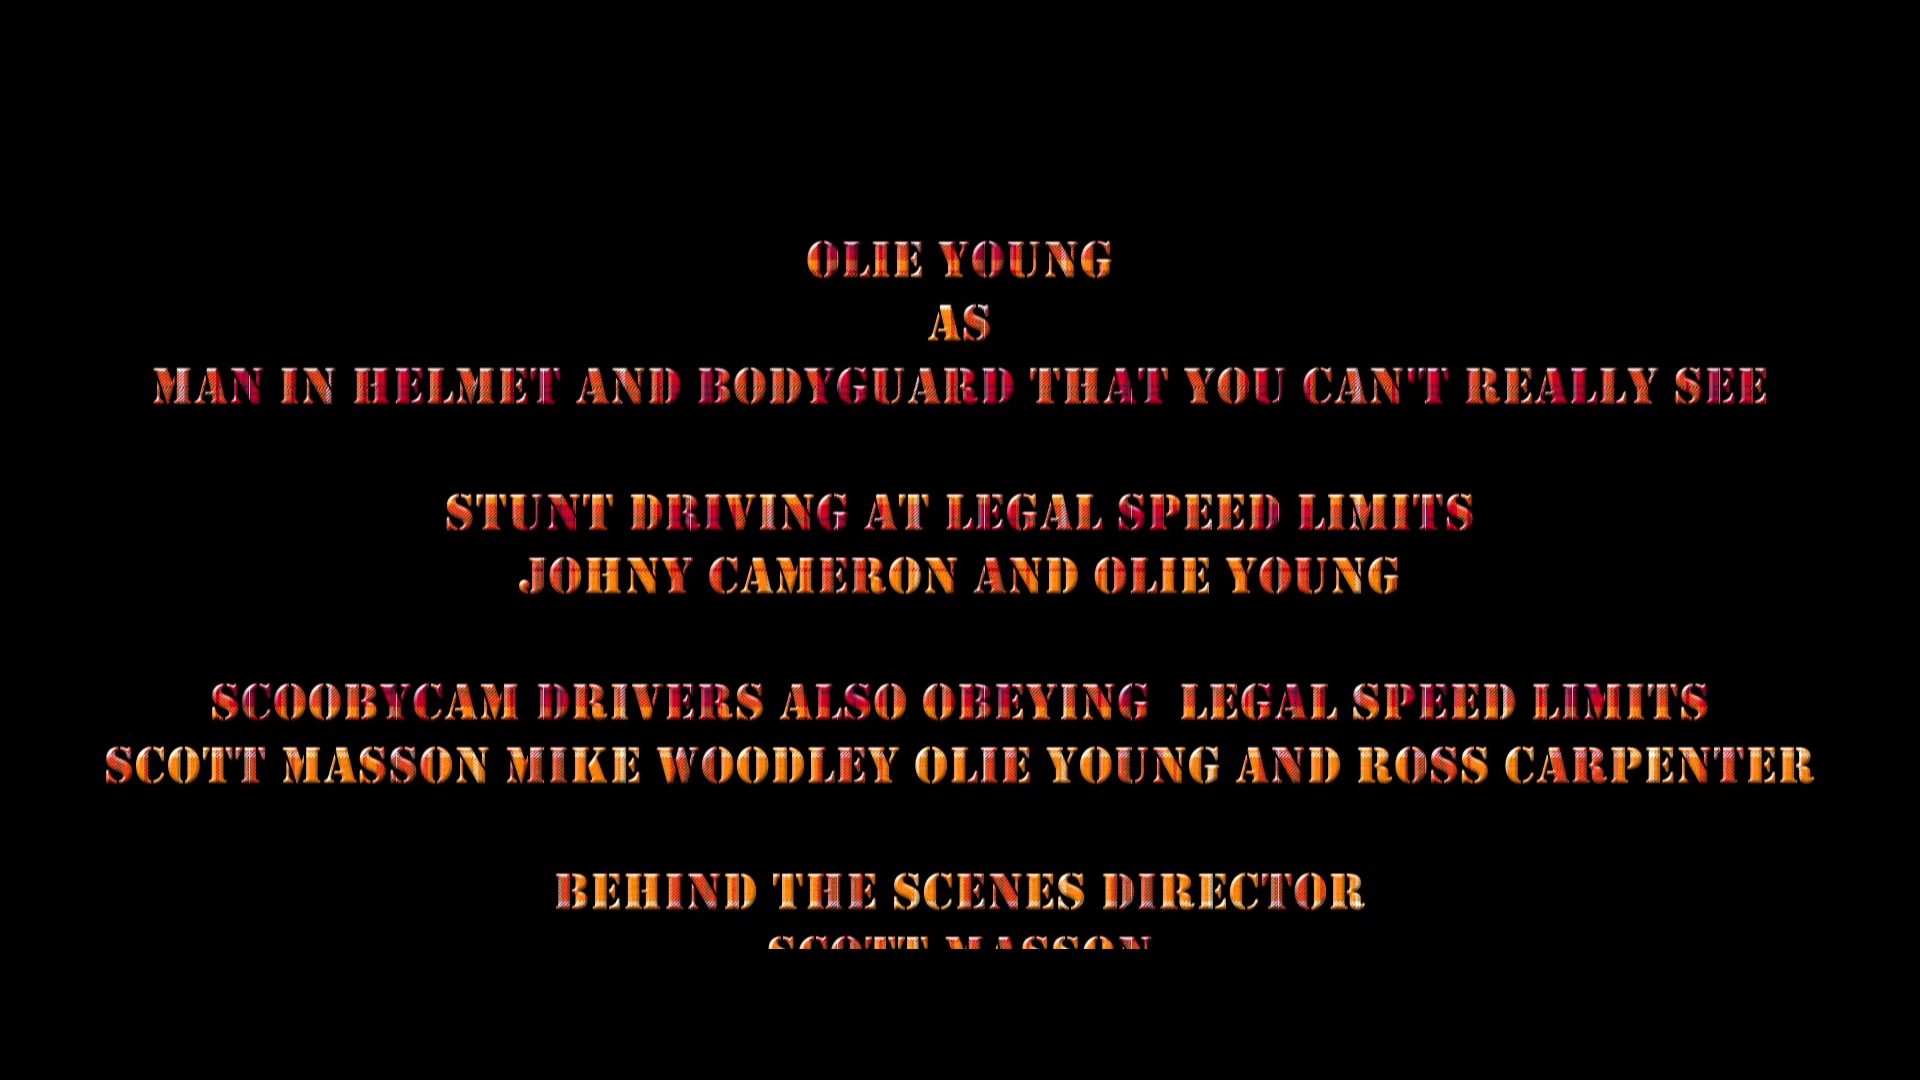 OLIE YOUNG
AS
MAN IN HELMET AND BODYGUARD THAT YOU CAN'T REALLY SEE
STUNT DRIVING AT LEGAL SPEED LIMITS
JOHNY CAMERON AND OLIE YOUNG
SCOOBYCAM DRIVERS ALSO OBEYING  LEGAL SPEED LIMITS
SCOTT MASSON MIKE WOODLEY OLIE YOUNG AND ROSS CARPENTER
BEHIND THE SCENES DIRECTOR
SCOTT MASSON